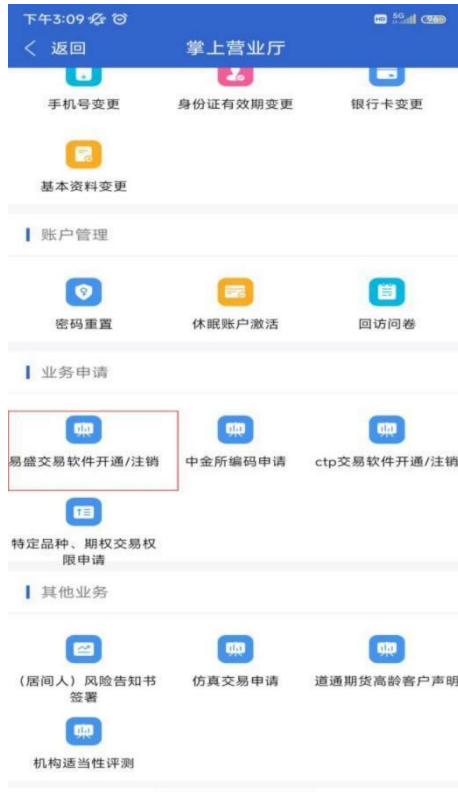 下午3:09
HD 5G 96
返回 掌上营业厅
手机号变更 身份证有效期变更 银行卡变更
基本资料变更
账户管理
密码重置 休眠账户激活 回访问卷
业务申请
易盛交易软件开通/注销 中金所编码申请 ctp交易软件开通/注销
特定品种、期权交易权
限申请
其他业务
(居间人)风险告知书 仿真交易申请 道通期货高龄客户声明
签署
机构适当性评测